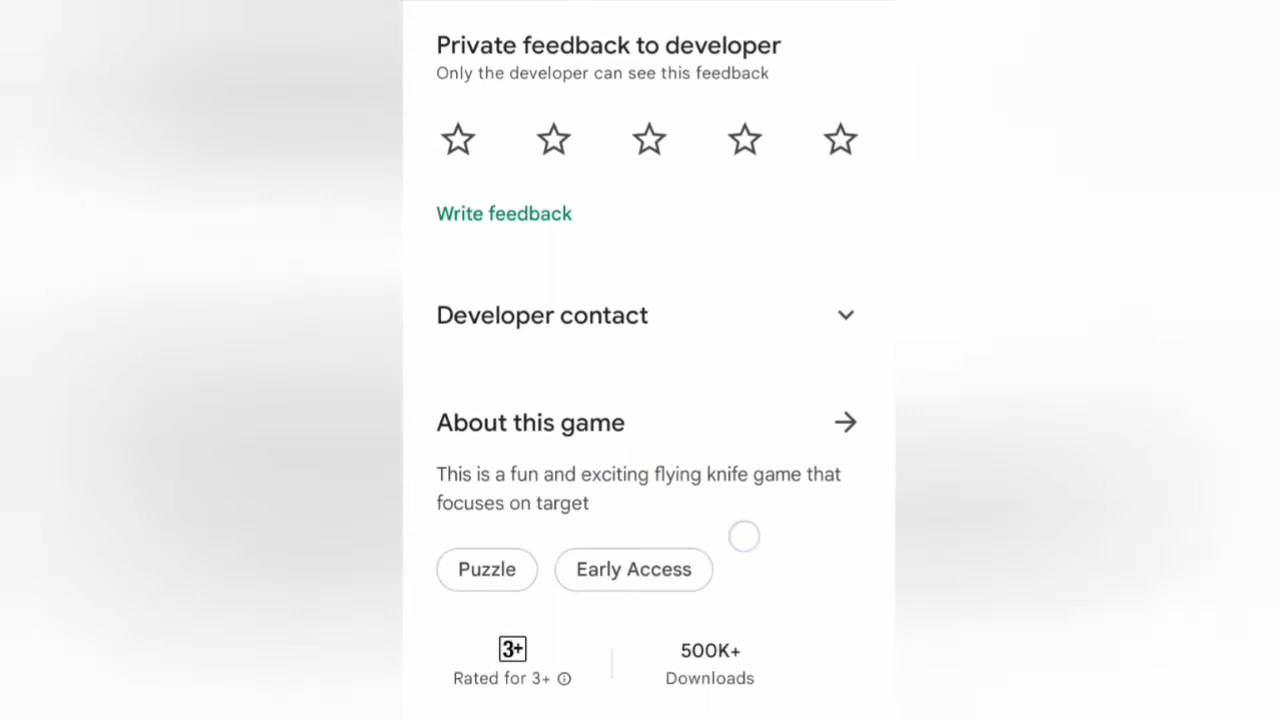 Private feedback to developer
Only the developer can see this feedback
Write feedback
Developer contact
About this game
This is a fun and exciting flying knife game that
focuses on target
Puzzle Early Access
3+ 500K+
Rated for 3+ Downloads